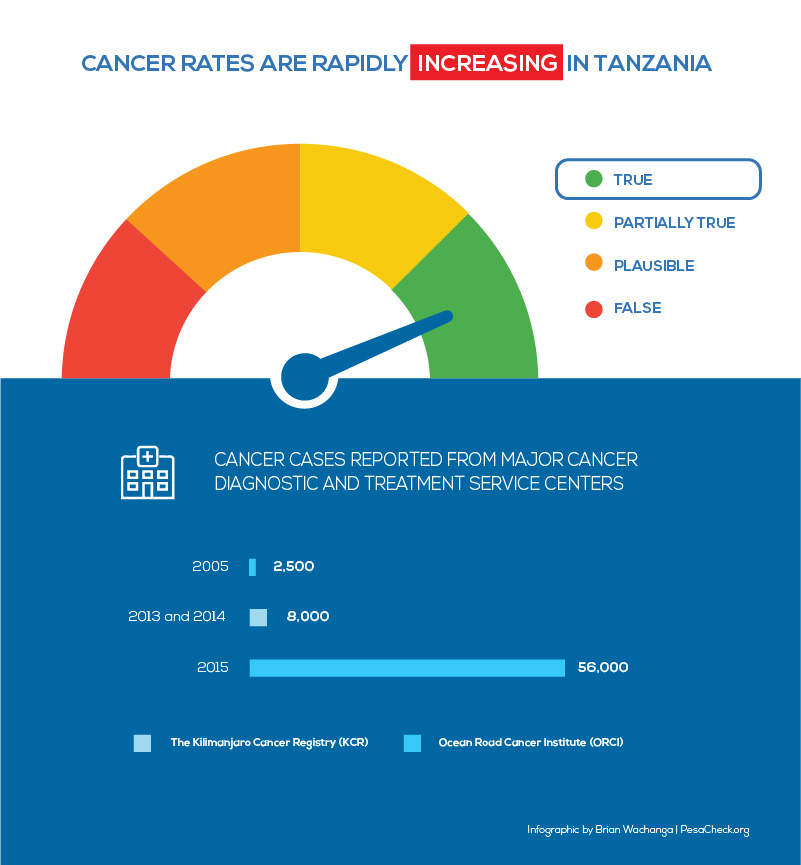 CANCER RATES ARE RAPIDLY INCREASING IN TANZANIA
TRUE
PARTIALLY TRUE
PLAUSIBLE
FALSE
CANCER CASES REPORTED FROM MAJOR CANCER
DIAGNOSTIC AND TREATMENT SERVICE CENTERS
2005 2,500
2013 and 2014 8,000
2015 56,000
The Kilimanjaro Cancer Registry (KCR) Ocean Road Cancer Institute (ORCI)
Infographic by Brian Wachanga | PesaCheck.org